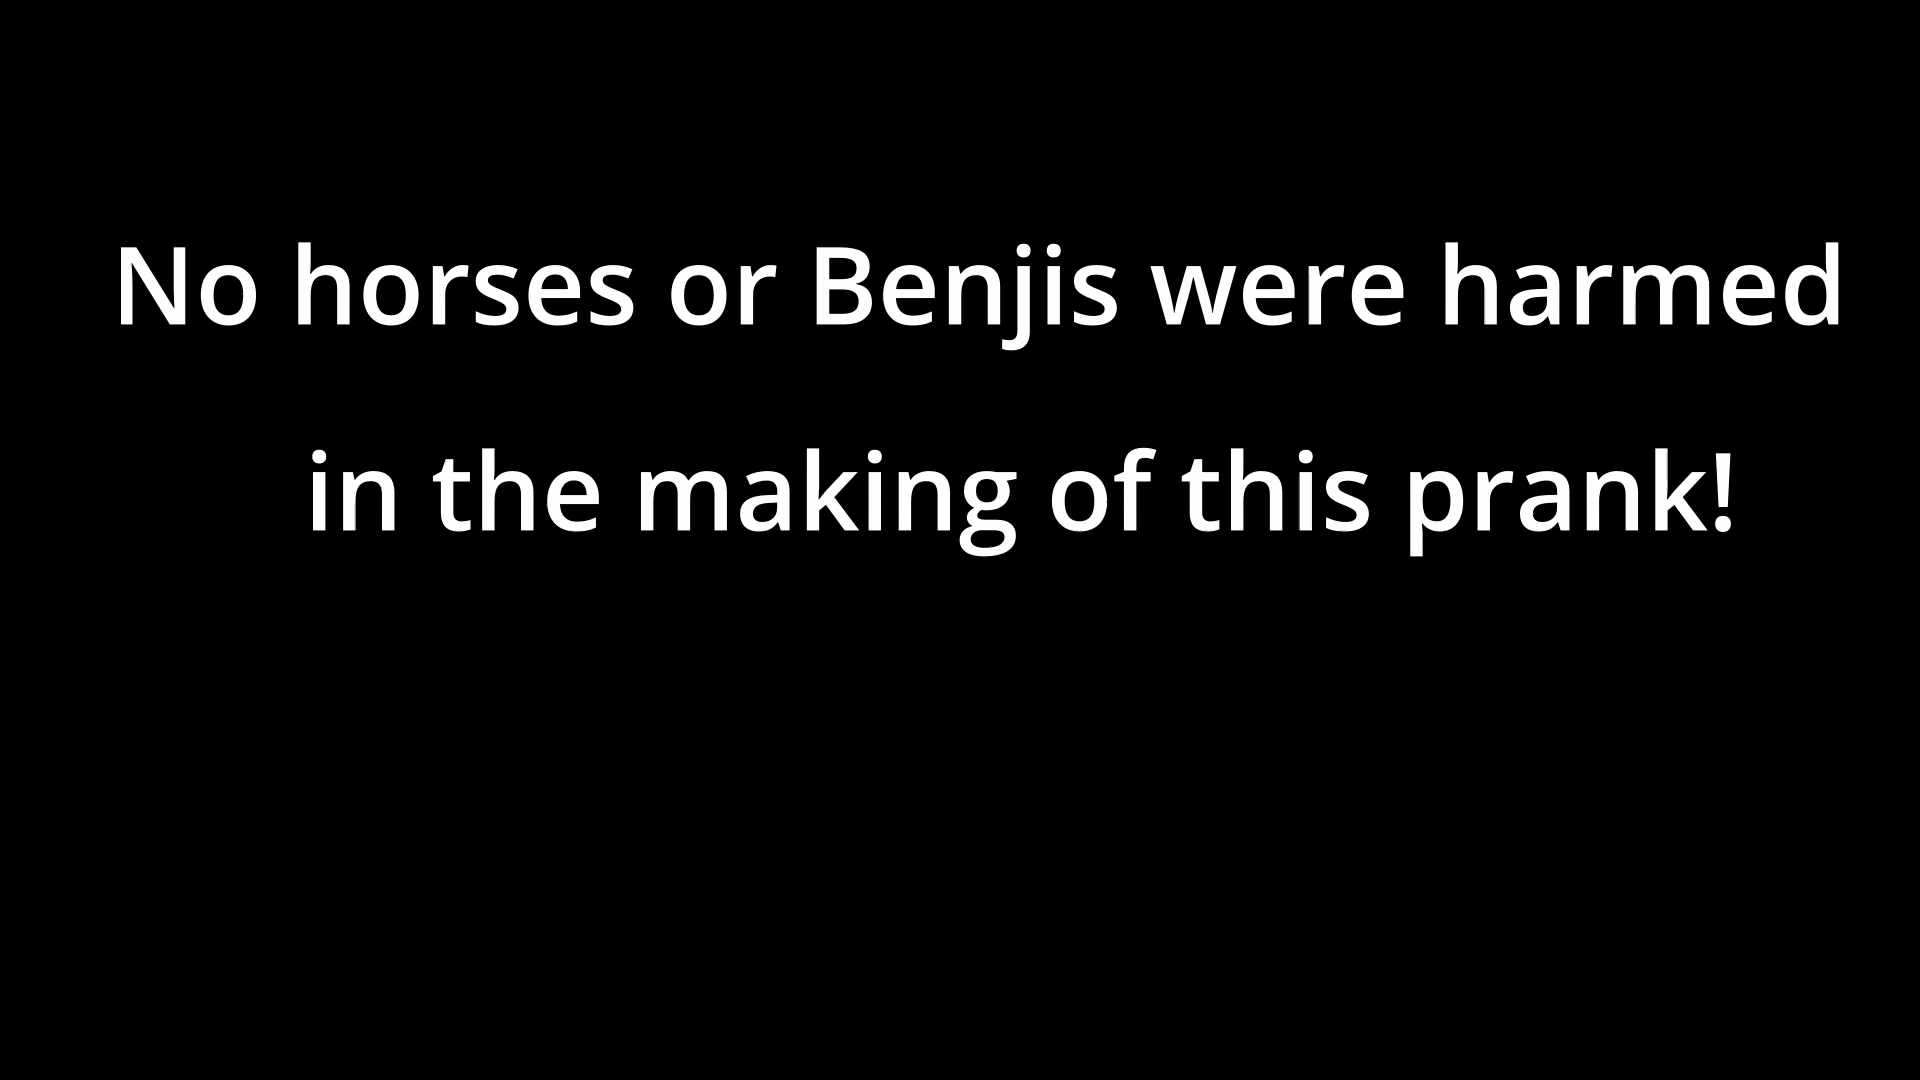 No horses or Benjis were harmed
in the making of this prank!